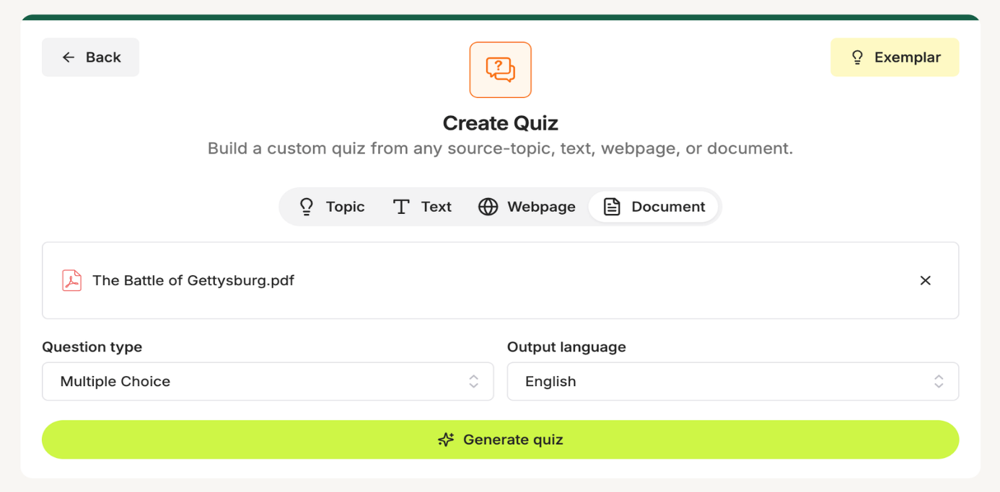 Back
Exemplar
Create Quiz
Build a custom quiz from any source-topic, text, webpage, or document.
Topic
Text
Webpage
Document
The Battle of Gettysburg.pdf
Question type
Output language
Multiple Choice
English
Generate quiz